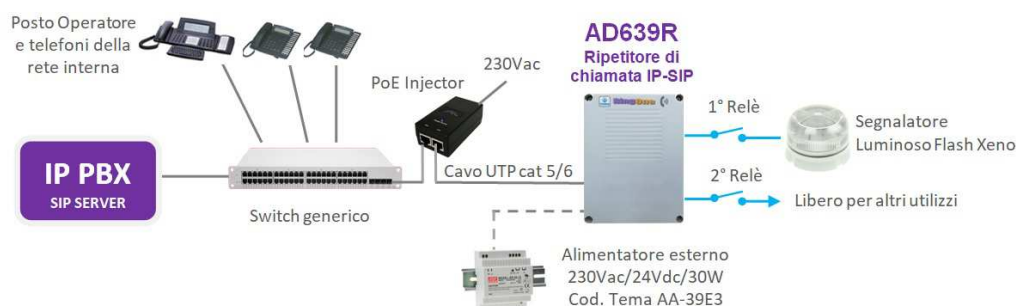 Posto Operatore
e telefoni della
rete interna
PoE Injector
230Vac
AD639R
Ripetitore di
chiamata IP-SIP
RingDue
1° Relè
Segnalatore
Luminoso Flash Xeno
IP PBX
SIP SERVER
Switch generico
Cavo UTP cat 5/6
2° Relè
Libero per altri utilizzi
Alimentatore esterno
230Vac/24Vdc/30W
Cod. Tema AA-39E3